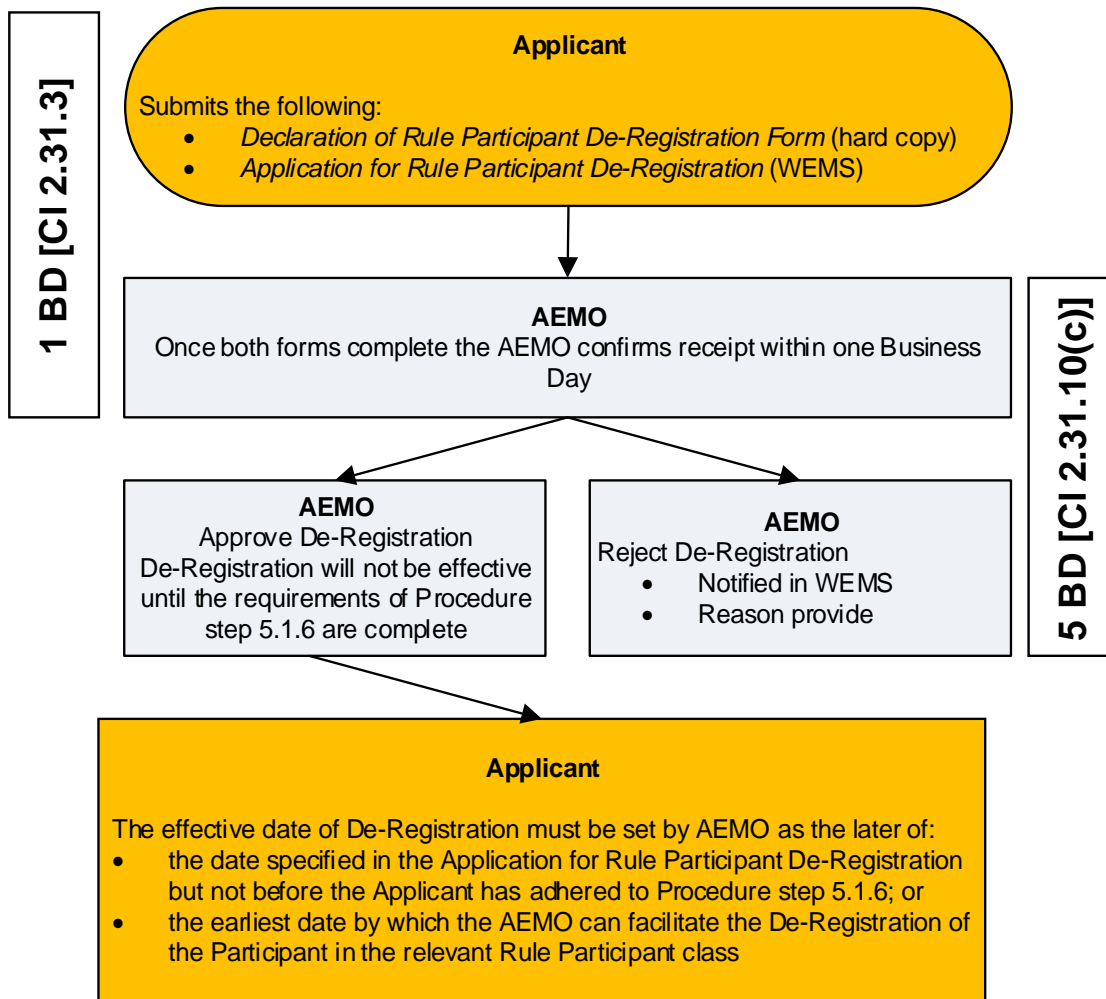 1 BD [Cl 2.31.3]
Applicant
Submits the following:
• Declaration of Rule Participant De-Registration Form (hard copy)
• Application for Rule Participant De-Registration (WEMS)
AEMO
Once both forms complete the AEMO confirms receipt within one Business
Day
5 BD [Cl 2.31.10(c)]
AEMO
Approve De-Registration
De-Registration will not be effective
until the requirements of Procedure
step 5.1.6 are complete
AEMO
Reject De-Registration
• Notified in WEMS
• Reason provide
Applicant
The effective date of De-Registration must be set by AEMO as the later of:
• the date specified in the Application for Rule Participant De-Registration
but not before the Applicant has adhered to Procedure step 5.1.6; or
• the earliest date by which the AEMO can facilitate the De-Registration of
the Participant in the relevant Rule Participant class